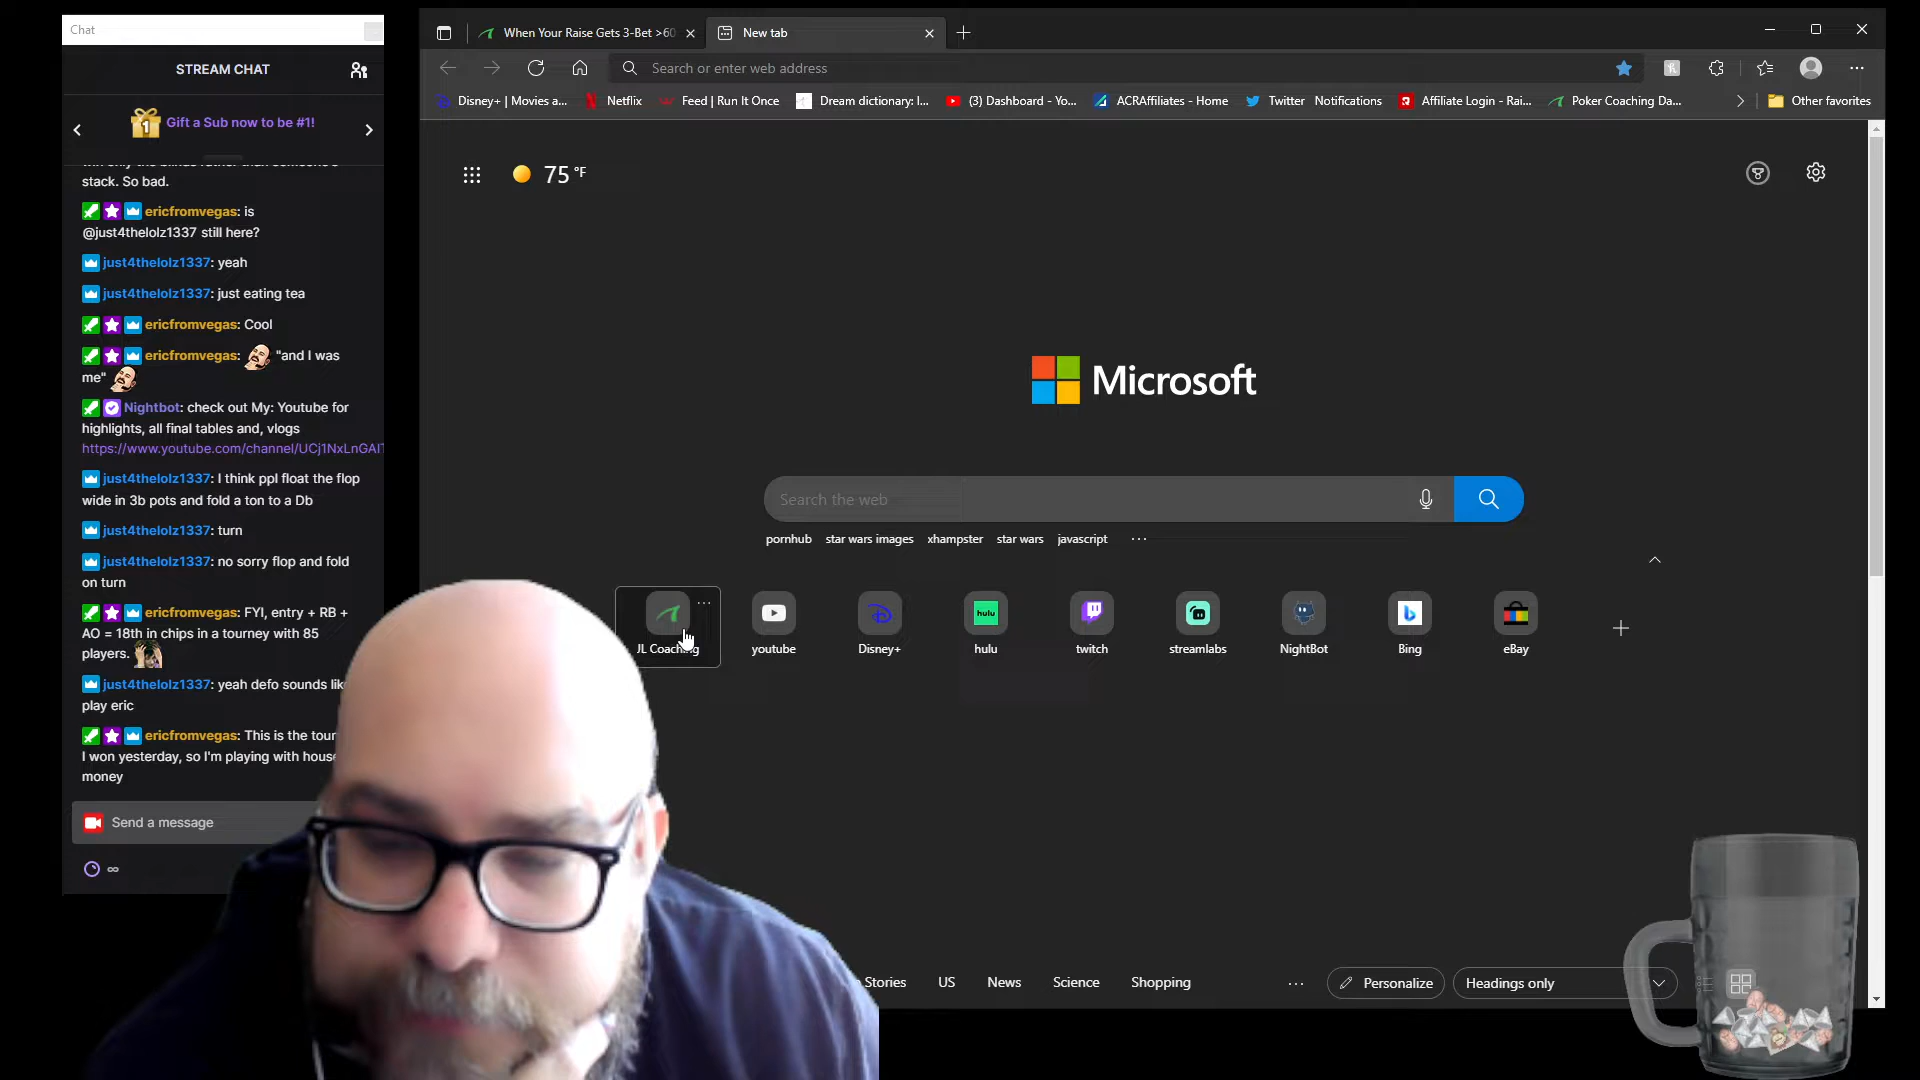 Chat
STREAM CHAT
1
Gift a Sub now to be #1!
stack. So bad.
ericfromvegas: is
@just4thelolz1337 still here?
just4thelolz1337: yeah
just4thelolz1337: just eating tea
ericfromvegas: Cool
ericfromvegas: "and I was
me"
Nightbot: check out My: Youtube for
highlights, all final tables and, vlogs
https://www.youtube.com/channel/UCj1NxLnGAI
just4thelolz1337: I think ppl float the flop
wide in 3b pots and fold a ton to a Db
just4thelolz1337: turn
just4thelolz1337: no sorry flop and fold
on turn
ericfromvegas: FYI, entry + RB +
AO = 18th in chips in a tourney with 85
players.
just4thelolz1337: yeah defo sounds
play eric
ericfromvegas: This is the
I won yesterday, so I'm playing with
money
Send a message
∞
When Your Raise Gets 3-Bet >60
New tab
Search or enter web address
Disney+ | Movies a...
Netflix
Feed | Run It Once
Dream dictionary: I...
(3) Dashboard - Yo...
ACRAffiliates - Home
Twitter
Notifications
Affiliate Login - Rai...
Poker Coaching Da...
Other favorites
75 °F
Microsoft
Search the web
pornhub
star wars images
xhampster
star wars
javascript
JL Coaching
youtube
Disney+
hulu
hulu
twitch
streamlabs
NightBot
Bing
eBay
Stories
US
News
Science
Shopping
Personalize
Headings only